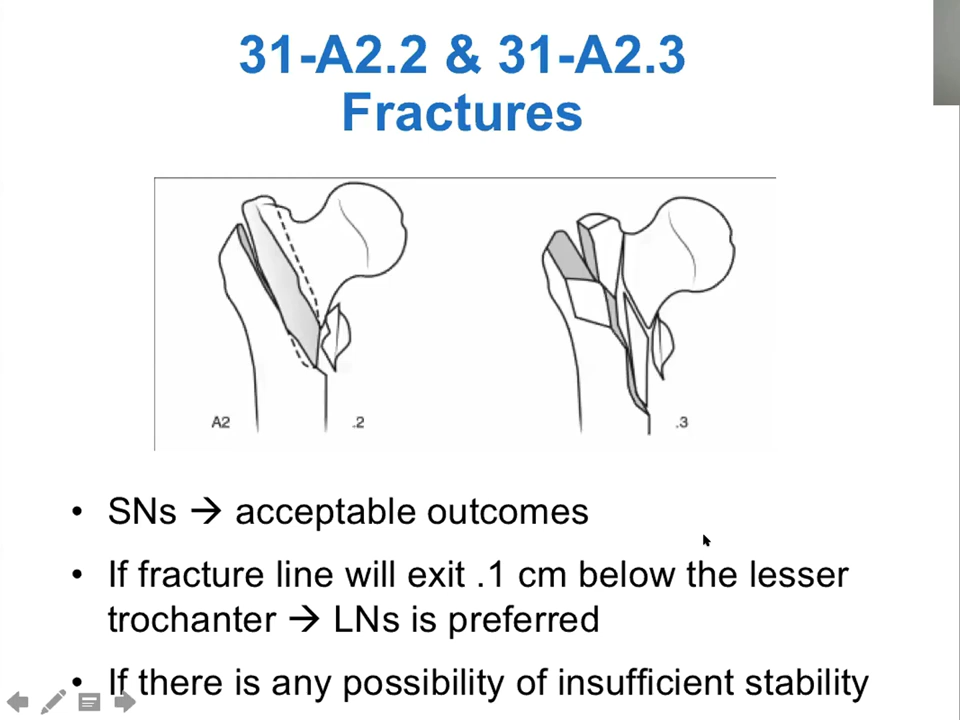 31-A2.2 & 31-A2.3
Fractures
A2
.2
.3
• SNs → acceptable outcomes
• If fracture line will exit .1 cm below the lesser
trochanter → LNs is preferred
• If there is any possibility of insufficient stability